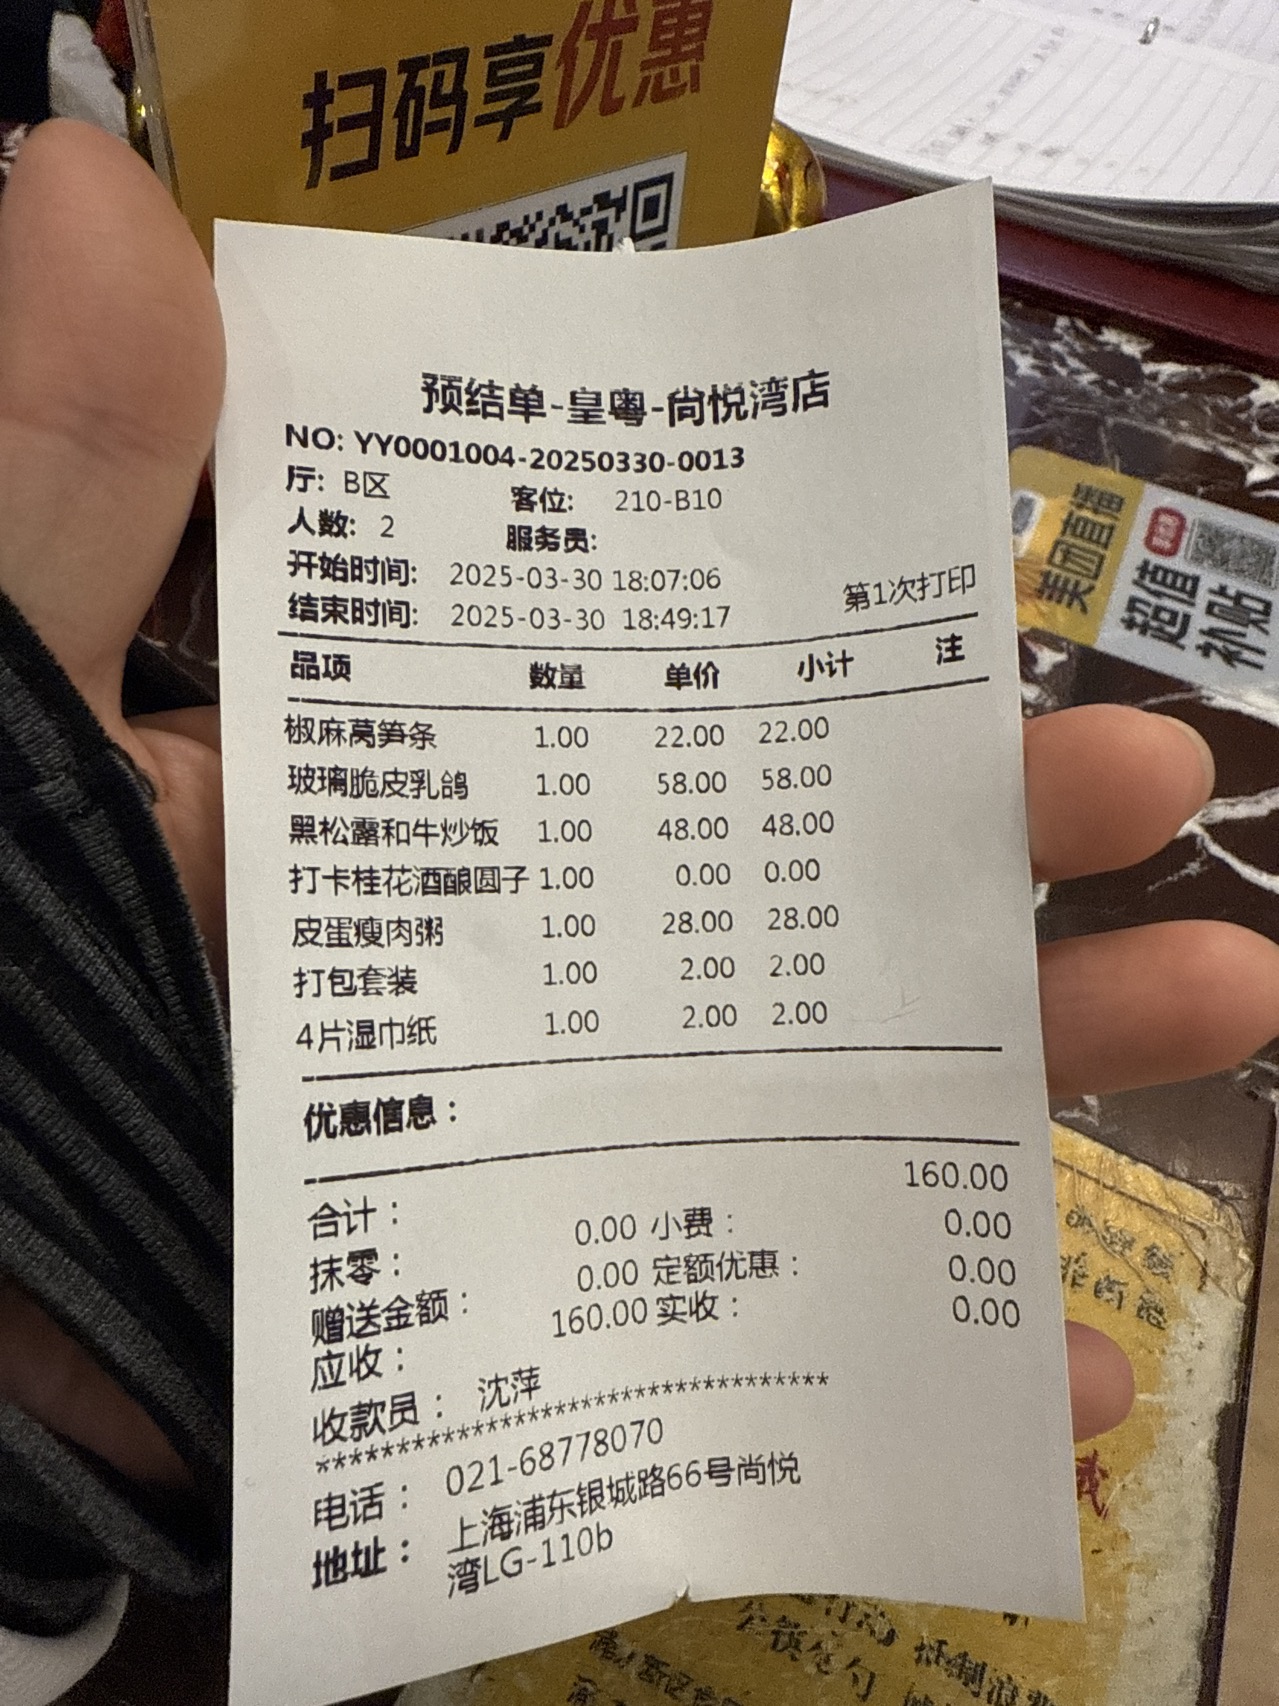 扫码享优惠
预结单-皇粤-尚悦湾店
NO: YY0001004-20250330-0013
厅: B区 客位: 210-B10
人数: 2 服务员:
开始时间: 2025-03-30 18:07:06
结束时间: 2025-03-30 18:49:17 第1次打印
品项 数量 单价 小计 注
椒麻莴笋条 1.00 22.00 22.00
玻璃脆皮乳鸽 1.00 58.00 58.00
黑松露和牛炒饭 1.00 48.00 48.00
打卡桂花酒酿圆子 1.00 0.00 0.00
皮蛋瘦肉粥 1.00 28.00 28.00
打包套装 1.00 2.00 2.00
4片湿巾纸 1.00 2.00 2.00
优惠信息：
合计： 160.00
抹零： 0.00 小费： 0.00
赠送金额： 0.00 定额优惠： 0.00
应收： 160.00 实收： 0.00
收款员： 沈萍
************************************
电话： 021-68778070
地址： 上海浦东银城路66号尚悦
湾LG-110b
美团直播
超值
补贴